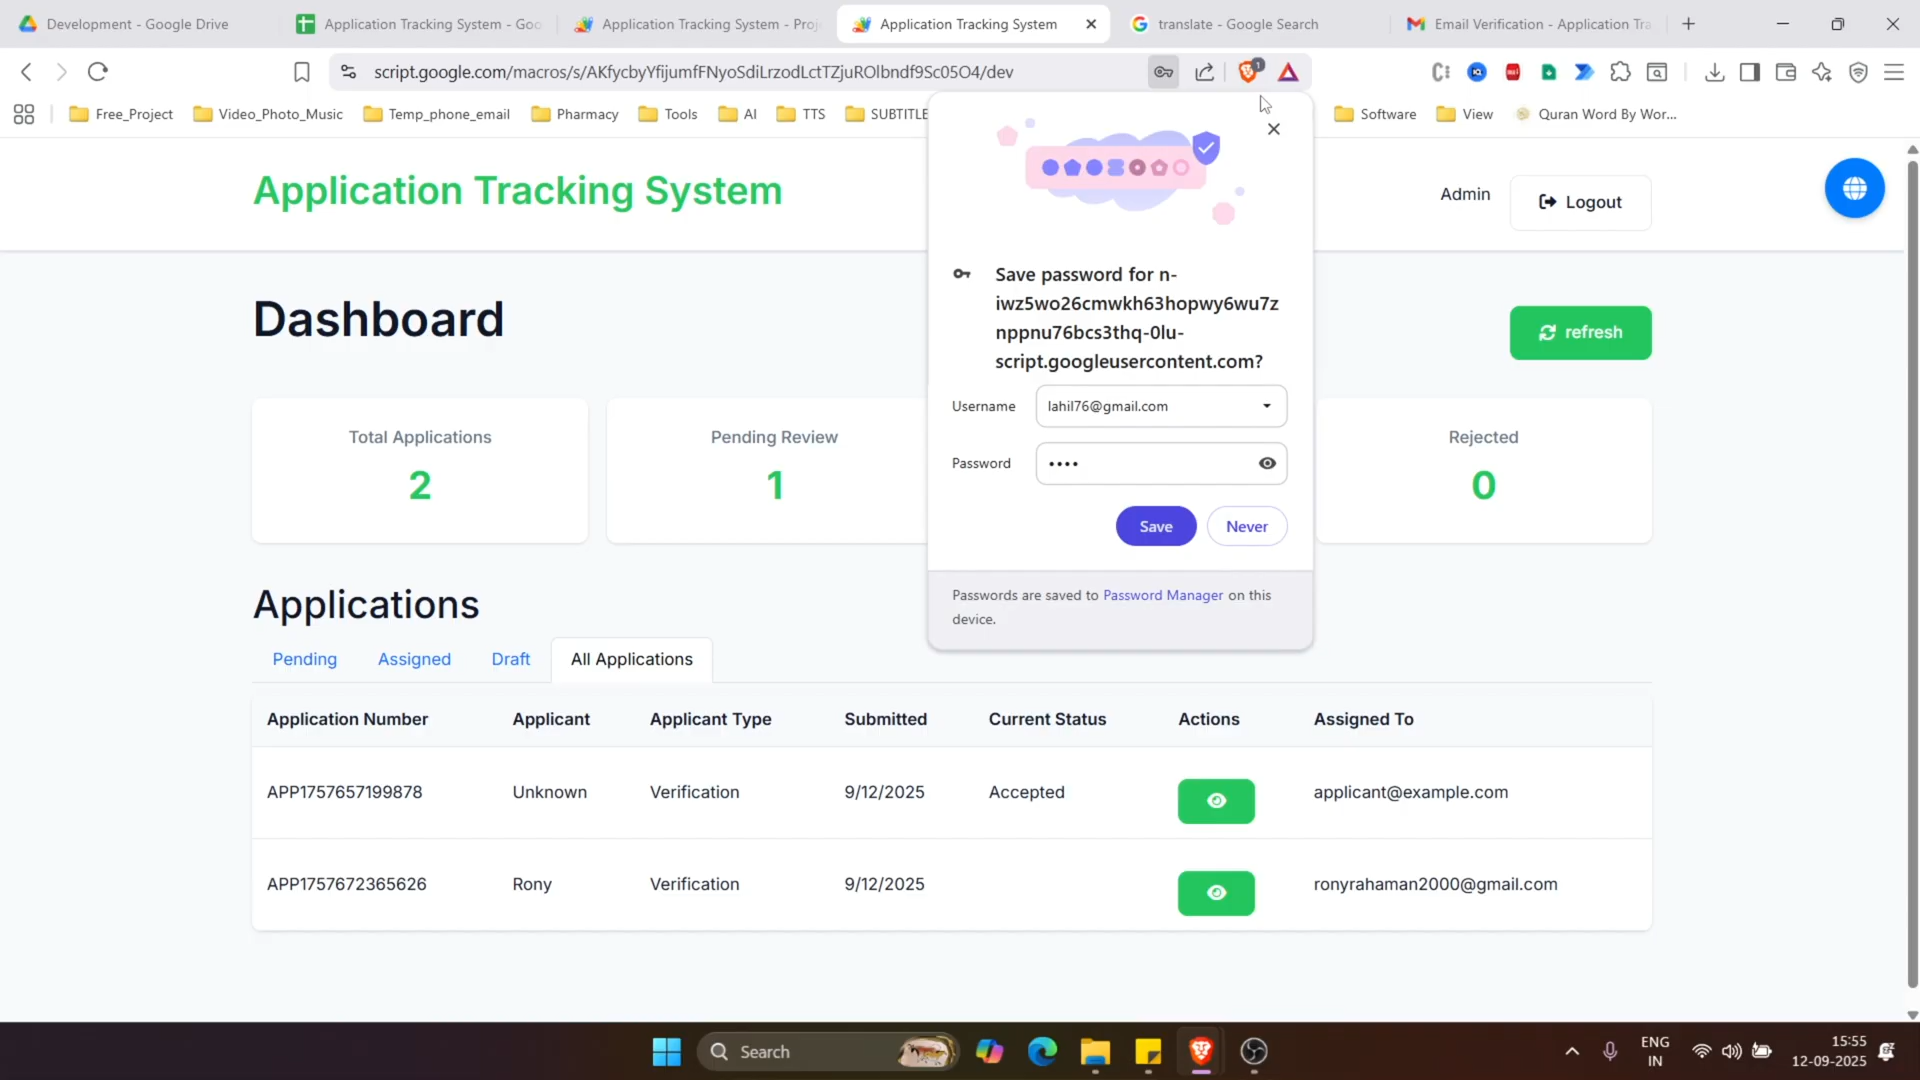 Development - Google Drive
Application Tracking System - Goo
Application Tracking System - Proj
Application Tracking System
translate - Google Search
Email Verification - Application Tra
script.google.com/macros/s/AKfycbyYfijumfFNyoSdiLrzodLctTZjuROlbndf9Sc05O4/dev
1
Free_Project
Video_Photo_Music
Temp_phone_email
Pharmacy
Tools
AI
TTS
SUBTITLE
Software
View
Quran Word By Wor...
Application Tracking System
Admin
Logout
Save password for n-
iwz5wo26cmwkh63hopwy6wu7z
nppnu76bcs3thq-0lu-
script.googleusercontent.com?
Username
lahil76@gmail.com
Password
••••
Save
Never
Passwords are saved to Password Manager on this
device.
Dashboard
refresh
Total Applications
2
Pending Review
1
Rejected
0
Applications
Pending
Assigned
Draft
All Applications
Application Number Applicant Applicant Type Submitted Current Status Actions Assigned To
APP1757657199878 Unknown Verification 9/12/2025 Accepted applicant@example.com
APP1757672365626 Rony Verification 9/12/2025 ronyrahaman2000@gmail.com
Search
ENG
IN
15:55
12-09-2025